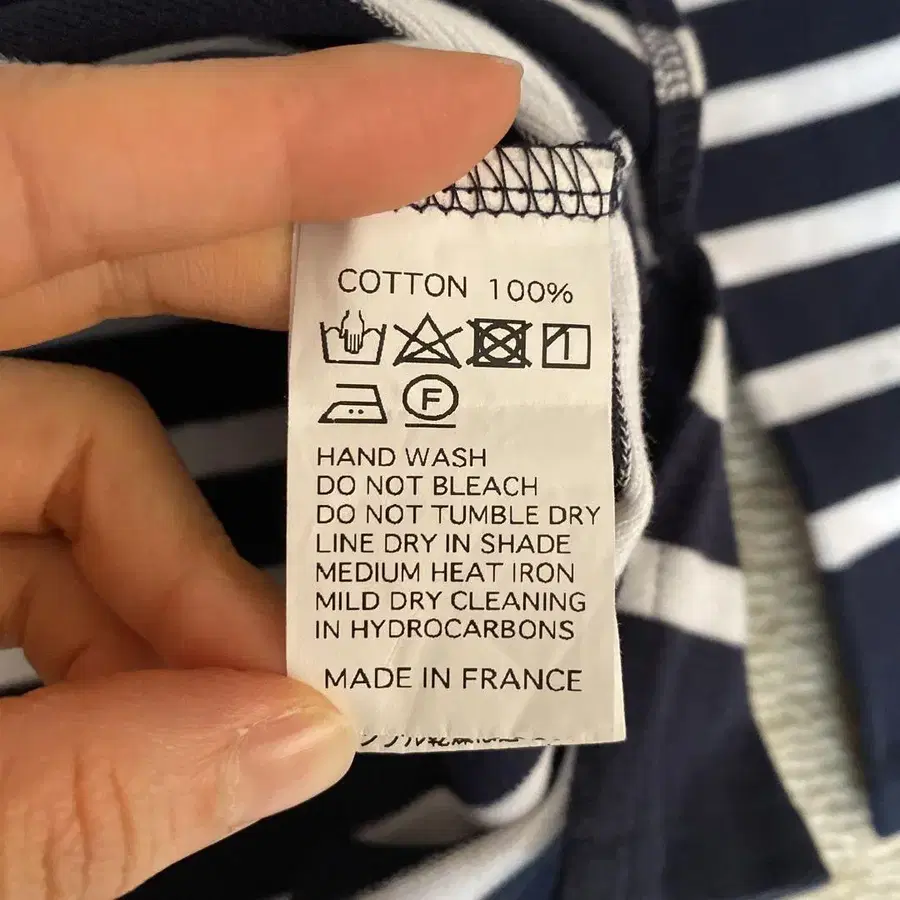 COTTON 100%
F
HAND WASH
DO NOT BLEACH
DO NOT TUMBLE DRY
LINE DRY IN SHADE
MEDIUM HEAT IRON
MILD DRY CLEANING
IN HYDROCARBONS
MADE IN FRANCE